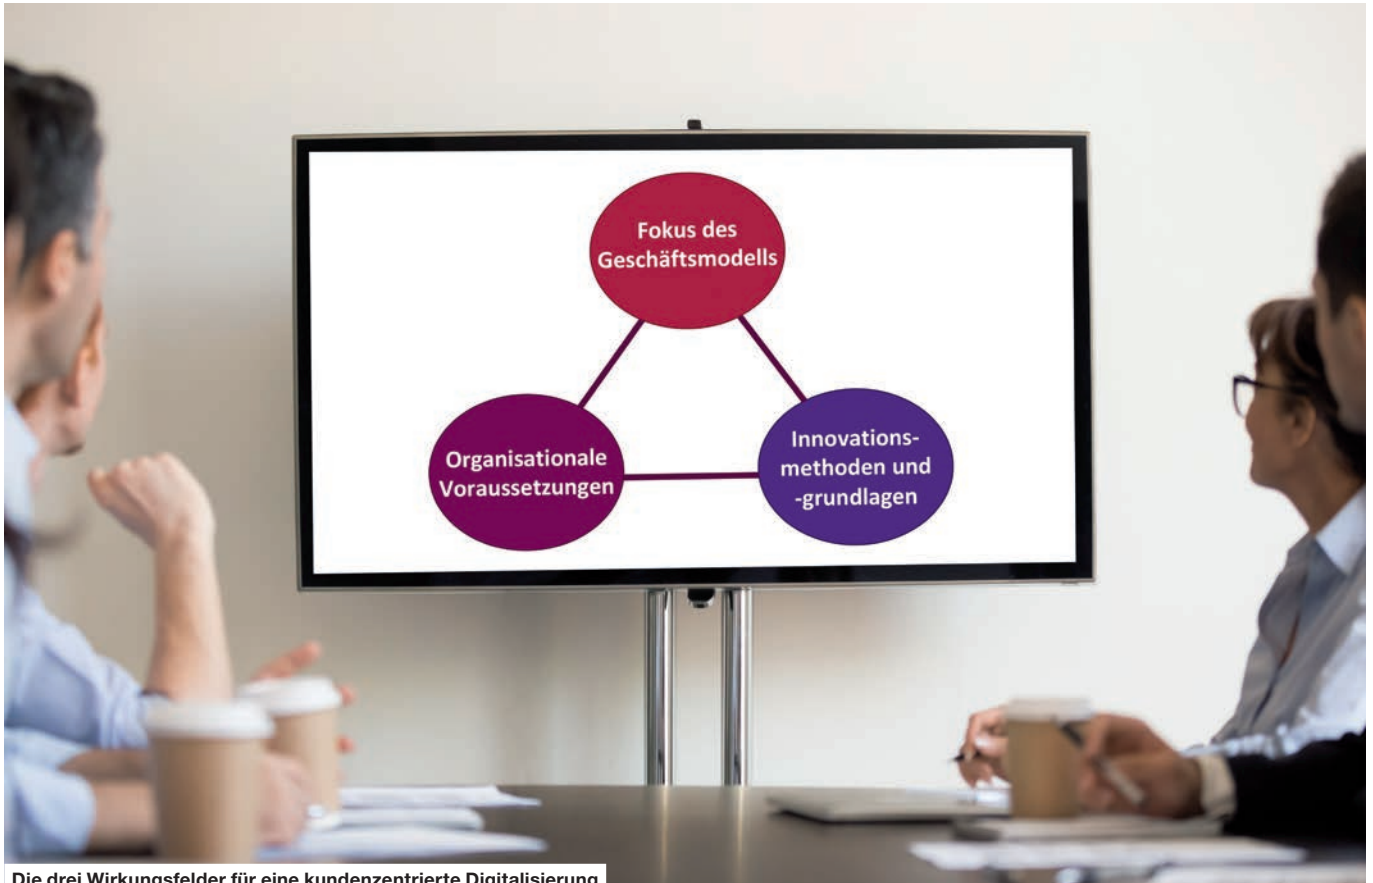 Fokus des
Geschäftsmodells
Organisationale
Voraussetzungen
Innovations-
methoden und
-grundlagen
Die drei Wirkungsfelder für eine kundenzentrierte Digitalisierung